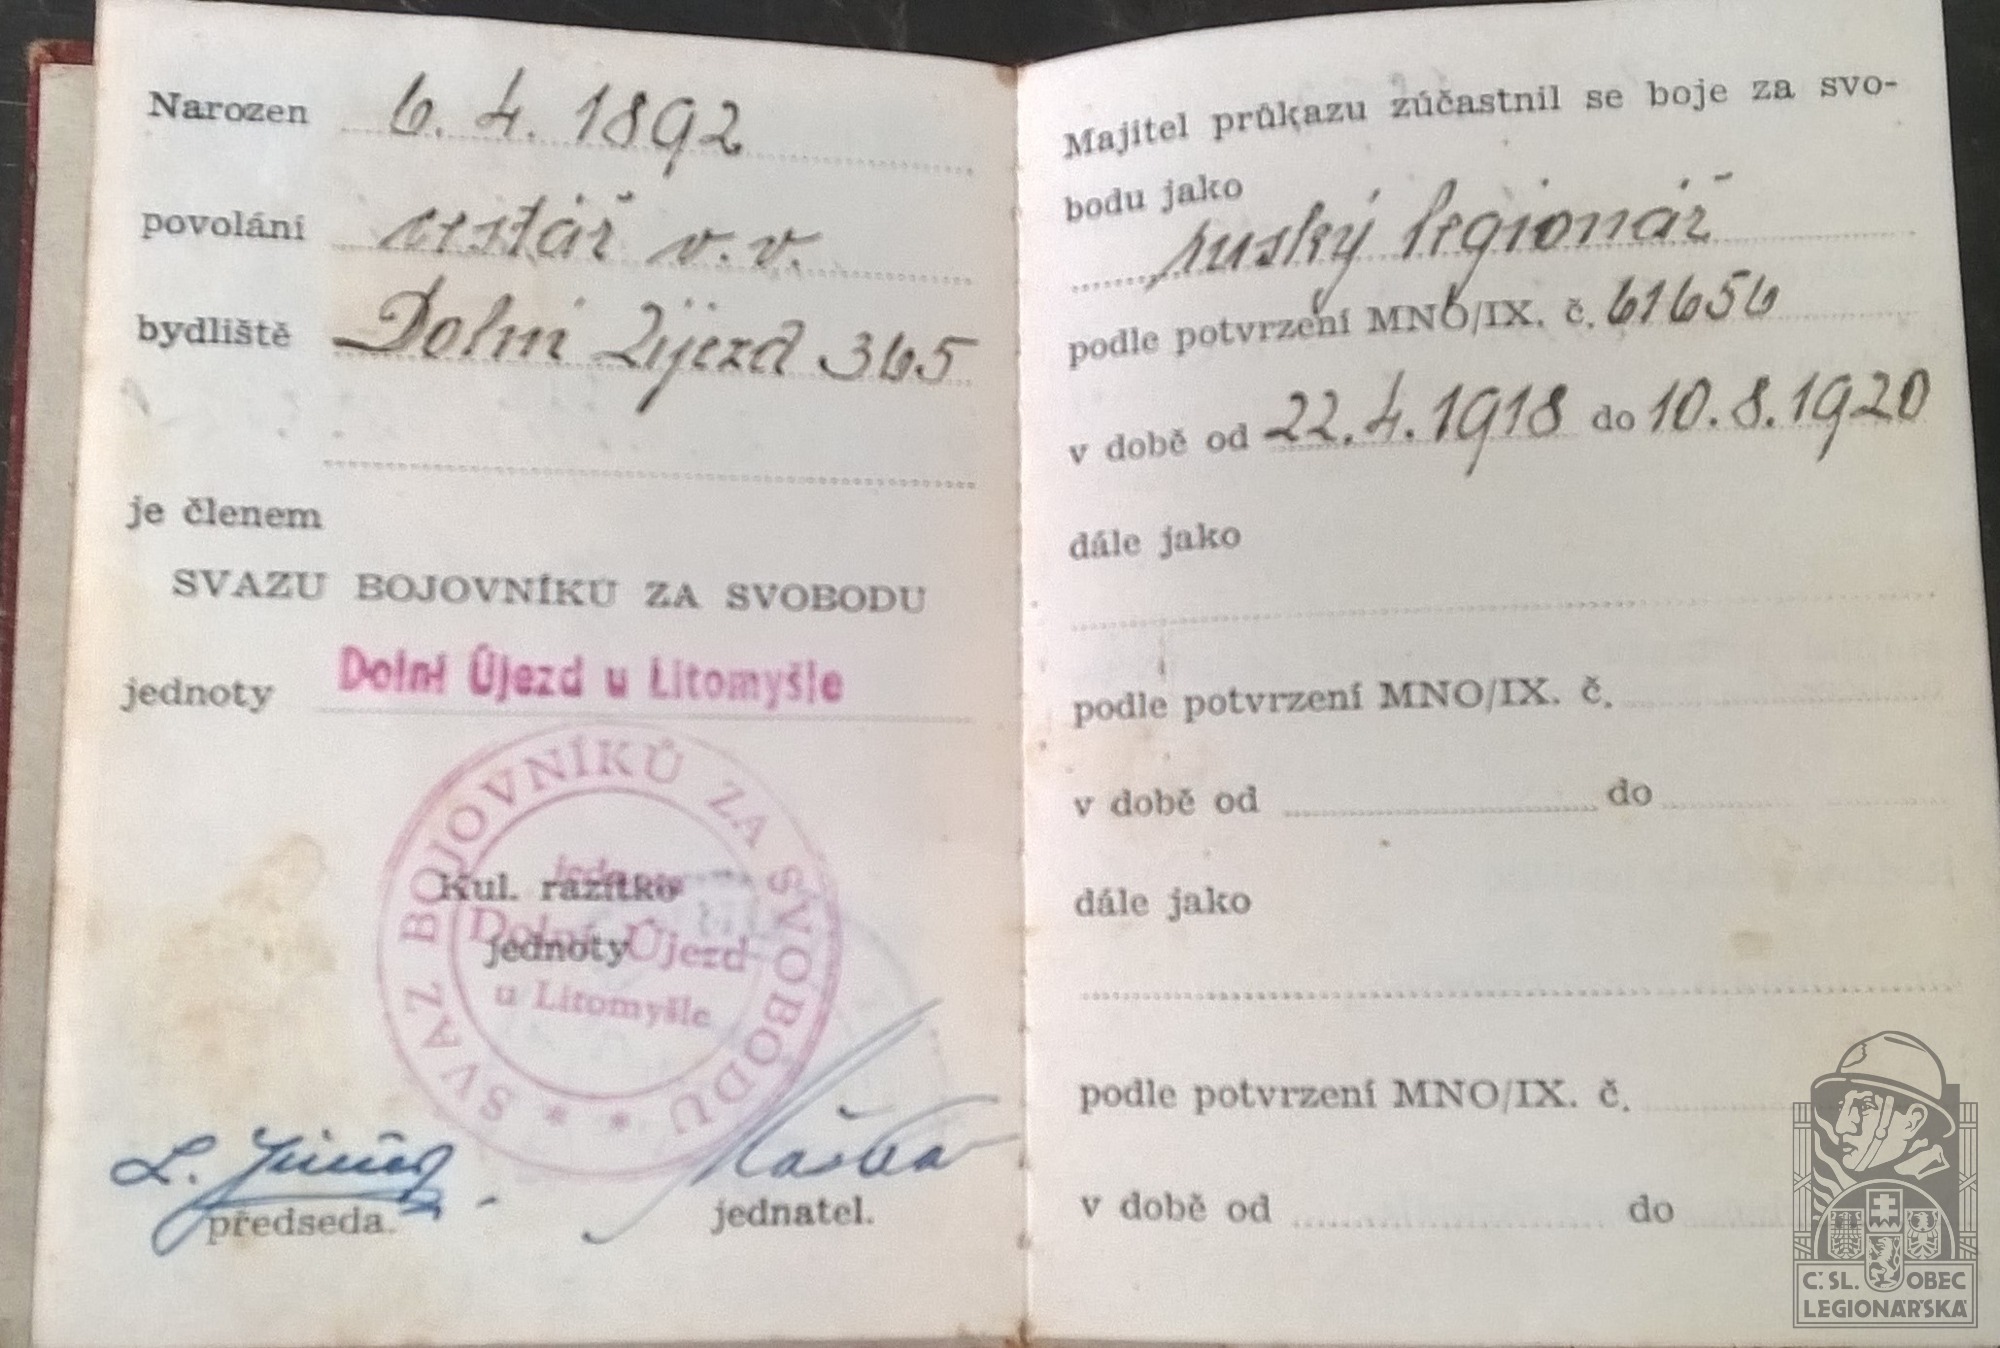 Narozen 6. 4. 1892
povolání cestář v.v.
bydliště Dolní Újezd 365
je členem
SVAZU BOJOVNÍKŮ ZA SVOBODU
jednoty Dolní Újezd u Litomyšle
SVAZ BOJOVNÍKŮ ZA SVOBODU
jednota
Kul. razítko
Dolní Újezd
jednoty
u Litomyšle
L.
předseda.
jednatel.
Majitel průkazu zúčastnil se boje za svo-
bodu jako
ruský legionář
podle potvrzení MNO/IX. č. 61656
v době od 22.4.1918 do 10.8.1920
dále jako
podle potvrzení MNO/IX. č.
v době od do
dále jako
podle potvrzení MNO/IX. č.
v době od do
Č.SL. OBEC
LEGIONÁŘSKÁ